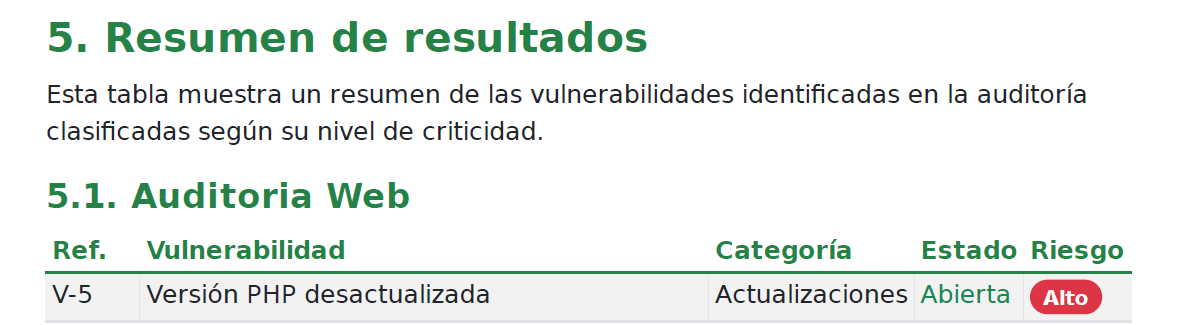 5. Resumen de resultados
Esta tabla muestra un resumen de las vulnerabilidades identificadas en la auditoría
clasificadas según su nivel de criticidad.
5.1. Auditoria Web
Ref. Vulnerabilidad Categoría Estado Riesgo
V-5 Versión PHP desactualizada Actualizaciones Abierta Alto